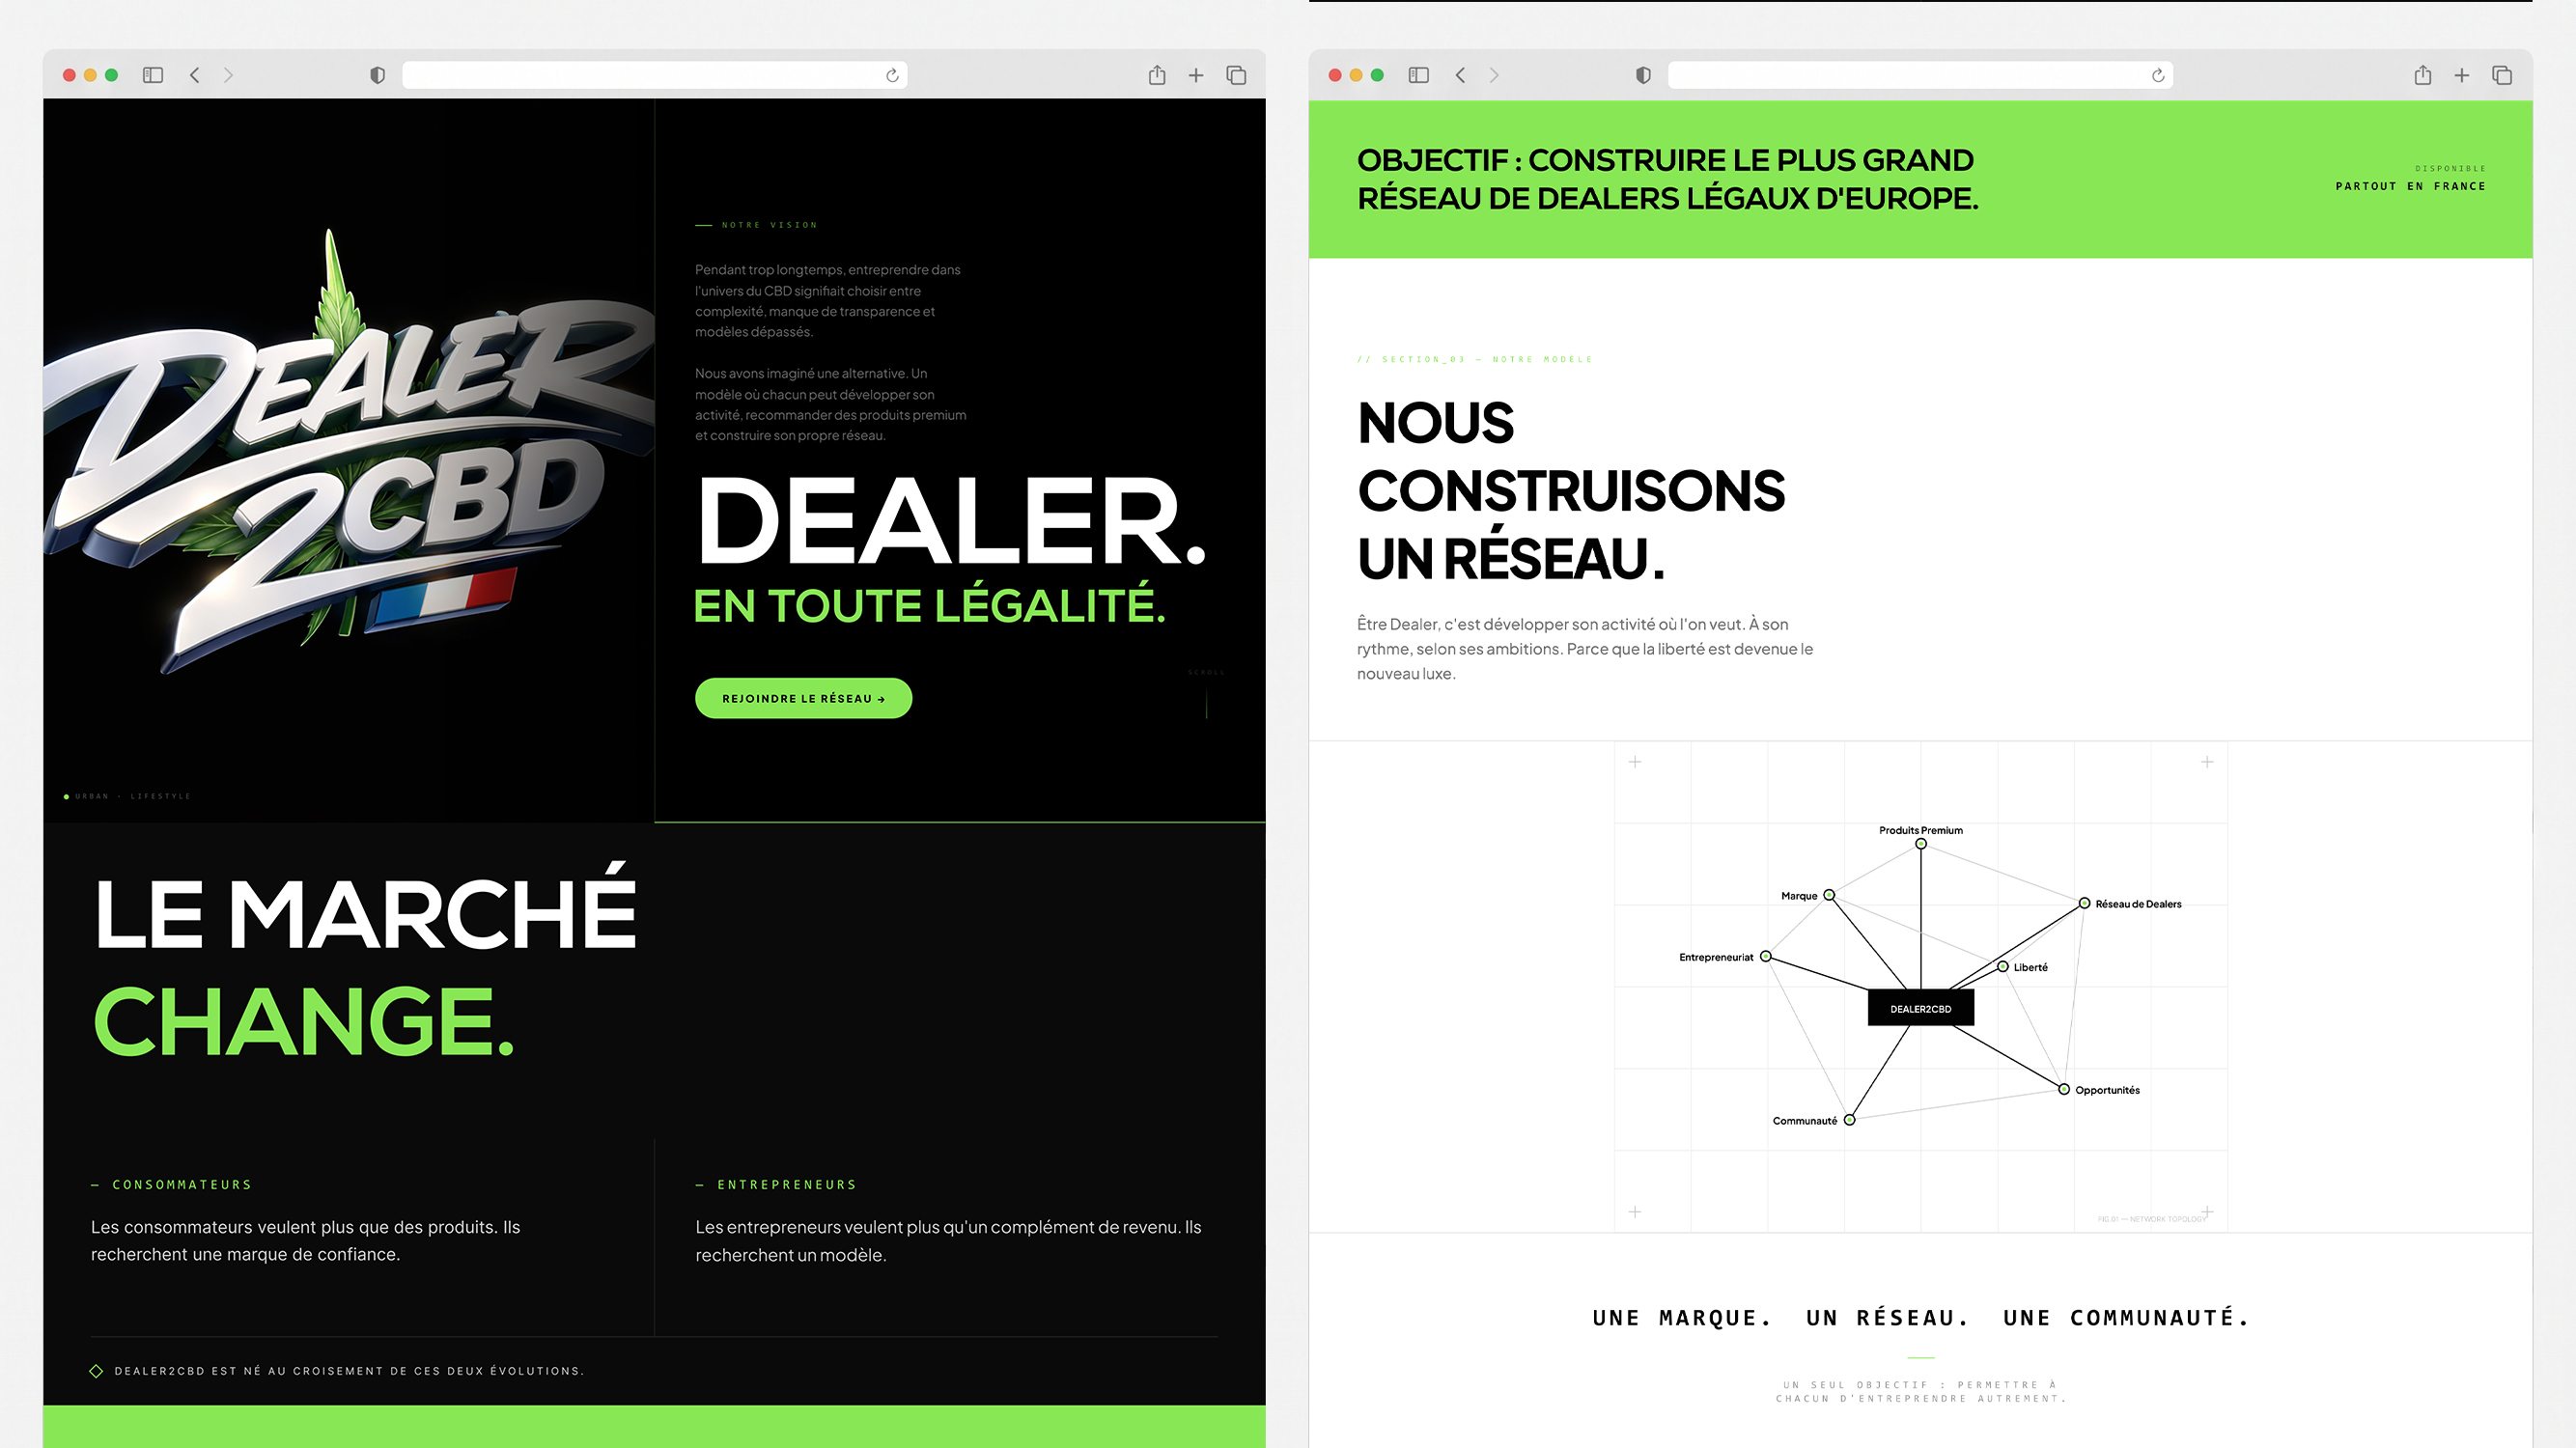 DEALER
2CBD
NOTRE VISION
Pendant trop longtemps, entreprendre dans
l'univers du CBD signifiait choisir entre
complexité, manque de transparence et
modèles dépassés.
Nous avons imaginé une alternative. Un
modèle où chacun peut développer son
activité, recommander des produits premium
et construire son propre réseau.
DEALER.
EN TOUTE LÉGALITÉ.
REJOINDRE LE RÉSEAU →
SCROLL
URBAN · LIFESTYLE
LE MARCHÉ
CHANGE.
— CONSOMMATEURS
Les consommateurs veulent plus que des produits. Ils
recherchent une marque de confiance.
— ENTREPRENEURS
Les entrepreneurs veulent plus qu'un complément de revenu. Ils
recherchent un modèle.
DEALER2CBD EST NÉ AU CROISEMENT DE CES DEUX ÉVOLUTIONS.
OBJECTIF : CONSTRUIRE LE PLUS GRAND
RÉSEAU DE DEALERS LÉGAUX D'EUROPE.
DISPONIBLE
PARTOUT EN FRANCE
// SECTION_03 — NOTRE MODÈLE
NOUS
CONSTRUISONS
UN RÉSEAU.
Être Dealer, c'est développer son activité où l'on veut. À son
rythme, selon ses ambitions. Parce que la liberté est devenue le
nouveau luxe.
Produits Premium
Marque
Réseau de Dealers
Entrepreneuriat
Liberté
DEALER2CBD
Opportunités
Communauté
FIG.01 — NETWORK TOPOLOGY
UNE MARQUE. UN RÉSEAU. UNE COMMUNAUTÉ.
UN SEUL OBJECTIF : PERMETTRE À
CHACUN D'ENTREPRENDRE AUTREMENT.